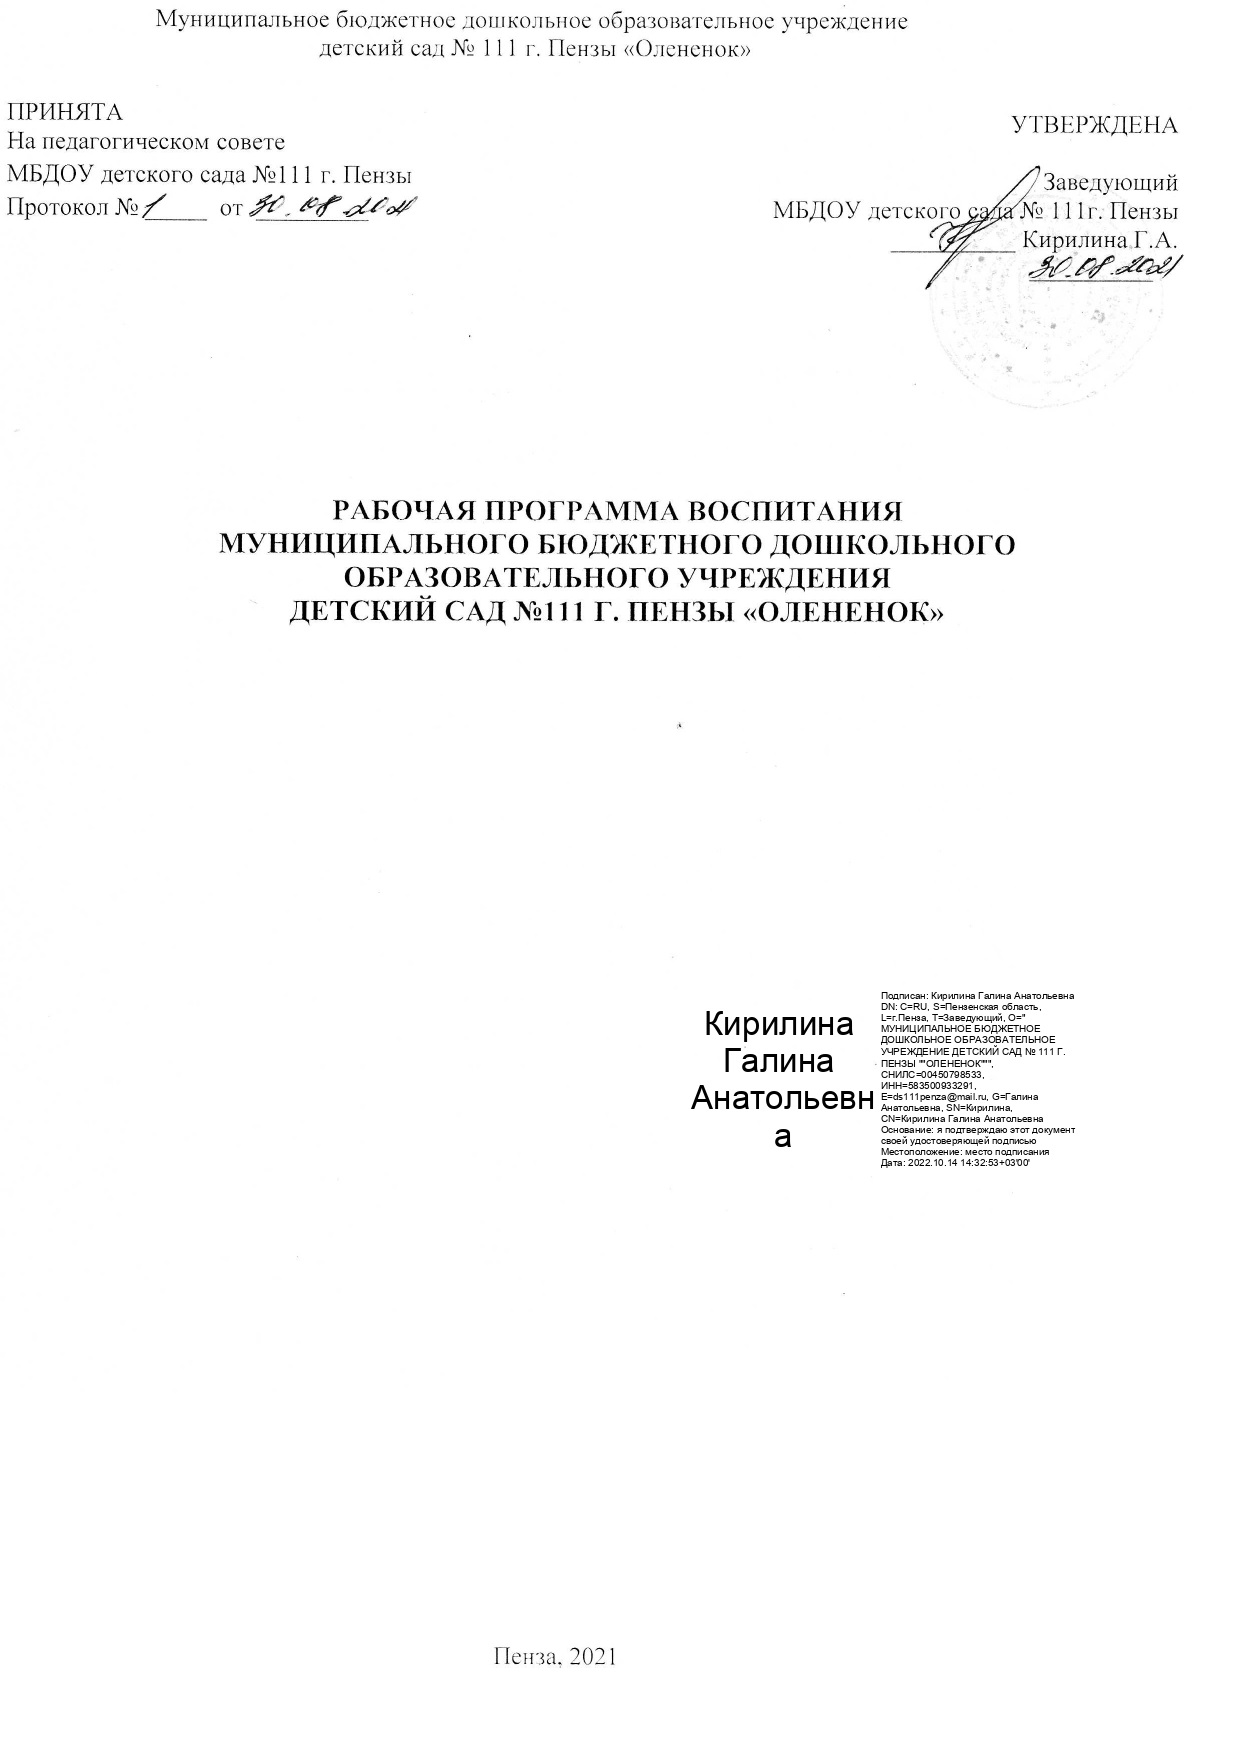 Муниципальное бюджетное дошкольное образовательное учреждение
детский сад № 111 г. Пензы «Олененок»
ПРИНЯТА
На педагогическом совете
МБДОУ детского сада №111 г. Пензы
Протокол № 1 от 30.08.2021
УТВЕРЖДЕНА
Заведующий
МБДОУ детского сада № 111г. Пензы
Кирилина Г.А.
30.08.2021
РАБОЧАЯ ПРОГРАММА ВОСПИТАНИЯ
МУНИЦИПАЛЬНОГО БЮДЖЕТНОГО ДОШКОЛЬНОГО
ОБРАЗОВАТЕЛЬНОГО УЧРЕЖДЕНИЯ
ДЕТСКИЙ САД №111 Г. ПЕНЗЫ «ОЛЕНЕНОК»
Кирилина
Галина
Анатольевн
а
Подписан: Кирилина Галина Анатольевна
DN: C=RU, S=Пензенская область,
L=г.Пенза, T=Заведующий, O="
МУНИЦИПАЛЬНОЕ БЮДЖЕТНОЕ
ДОШКОЛЬНОЕ ОБРАЗОВАТЕЛЬНОЕ
УЧРЕЖДЕНИЕ ДЕТСКИЙ САД № 111 Г.
ПЕНЗЫ ""ОЛЕНЕНОК""",
СНИЛС=00450798533,
ИНН=583500933291,
E=ds111penza@mail.ru, G=Галина
Анатольевна, SN=Кирилина,
CN=Кирилина Галина Анатольевна
Основание: я подтверждаю этот документ
своей удостоверяющей подписью
Местоположение: место подписания
Дата: 2022.10.14 14:32:53+03'00'
Пенза, 2021